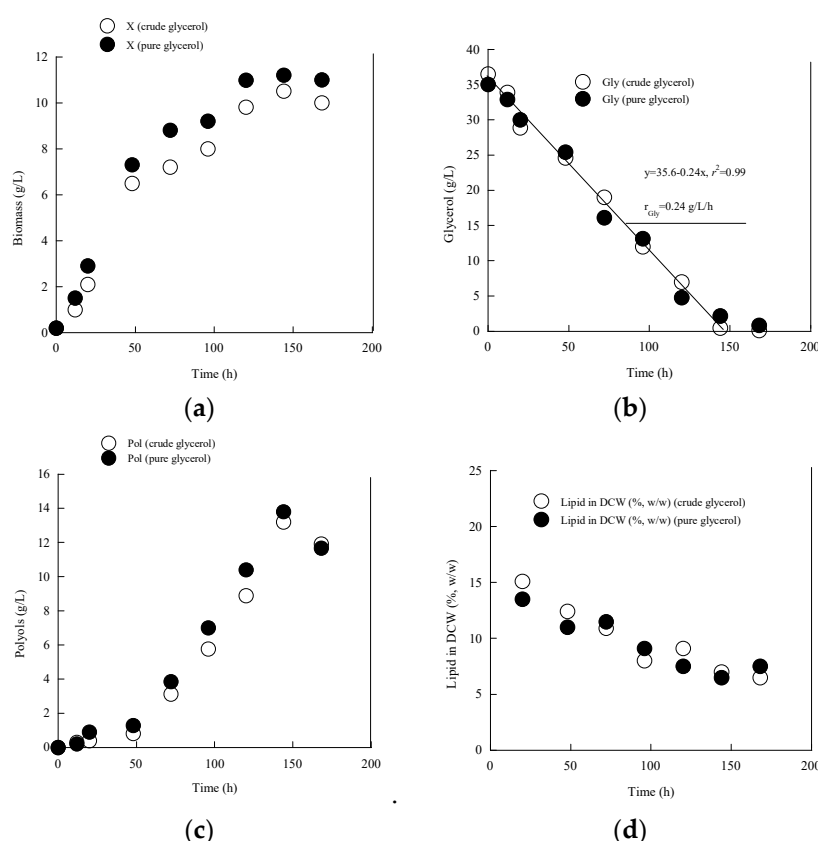 X (crude glycerol)
X (pure glycerol)
12
10
8
6
4
2
0
Biomass (g/L)
0
50
100
150
200
Time (h)
(a)
40
35
30
25
20
15
10
5
0
Glycerol (g/L)
Gly (crude glycerol)
Gly (pure glycerol)
y=35.6-0.24x, r²=0.99
r_Gly=0.24 g/L/h
0
50
100
150
200
Time (h)
(b)
Pol (crude glycerol)
Pol (pure glycerol)
16
14
12
10
8
6
4
2
0
Polyols (g/L)
0
50
100
150
200
Time (h)
.
(c)
25
20
15
10
5
0
Lipid in DCW (%, w/w)
Lipid in DCW (%, w/w) (crude glycerol)
Lipid in DCW (%, w/w) (pure glycerol)
0
50
100
150
200
Time (h)
(d)